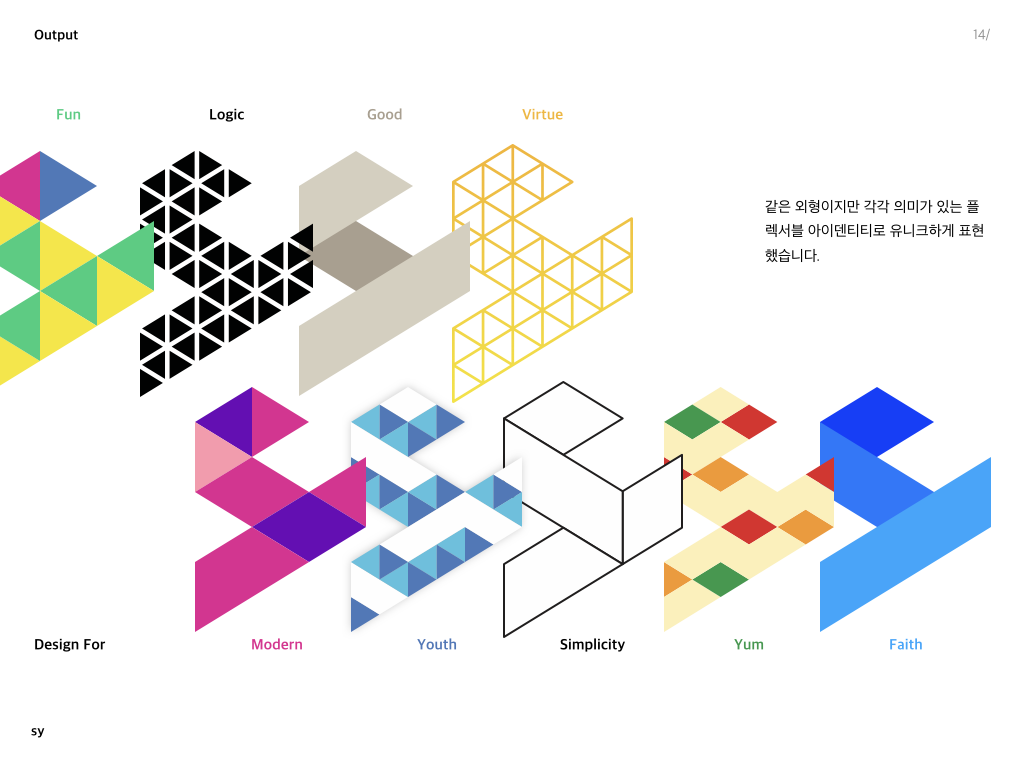 Output
14/
Fun
Logic
Good
Virtue
같은 외형이지만 각각 의미가 있는 플
렉서블 아이덴티티로 유니크하게 표현
했습니다.
Design For
Modern
Youth
Simplicity
Yum
Faith
sy